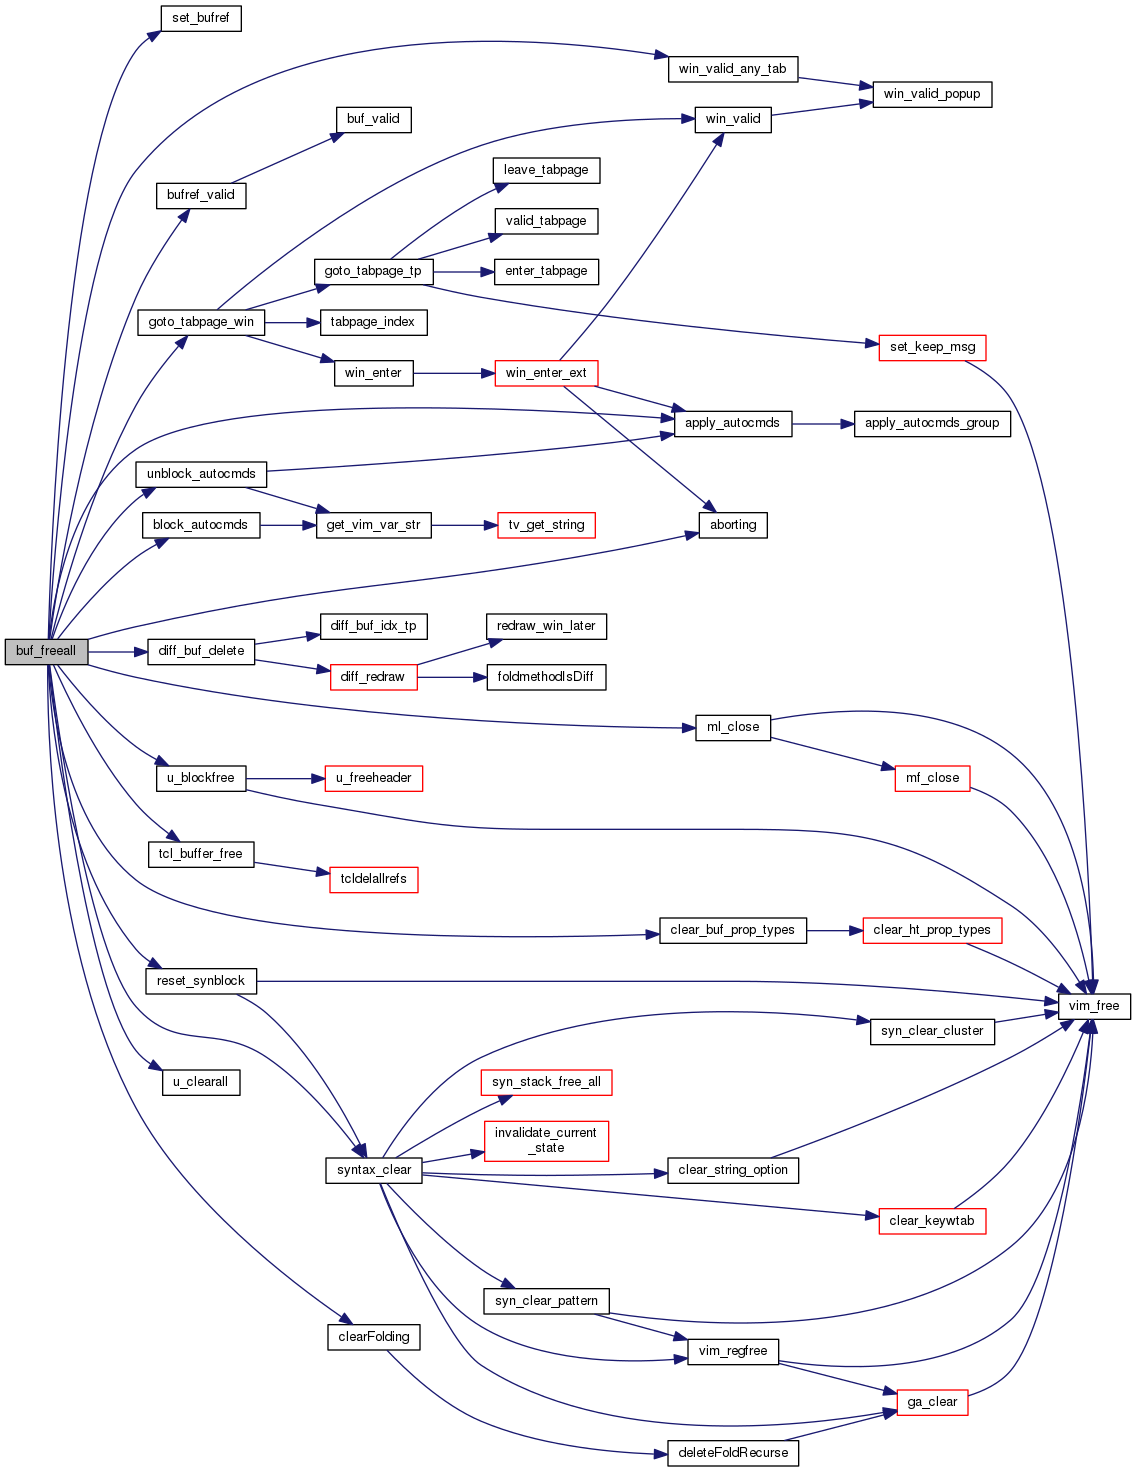 set_bufref
win_valid_any_tab
win_valid_popup
buf_valid
win_valid
leave_tabpage
bufref_valid
valid_tabpage
goto_tabpage_tp
enter_tabpage
goto_tabpage_win
tabpage_index
set_keep_msg
win_enter
win_enter_ext
apply_autocmds
apply_autocmds_group
unblock_autocmds
block_autocmds
get_vim_var_str
tv_get_string
aborting
diff_buf_idx_tp
redraw_win_later
buf_freeall
diff_buf_delete
diff_redraw
foldmethodIsDiff
ml_close
u_blockfree
u_freeheader
mf_close
tcl_buffer_free
tcldelallrefs
clear_buf_prop_types
clear_ht_prop_types
reset_synblock
vim_free
syn_clear_cluster
u_clearall
syn_stack_free_all
invalidate_current
_state
syntax_clear
clear_string_option
clear_keywtab
syn_clear_pattern
clearFolding
vim_regfree
ga_clear
deleteFoldRecurse